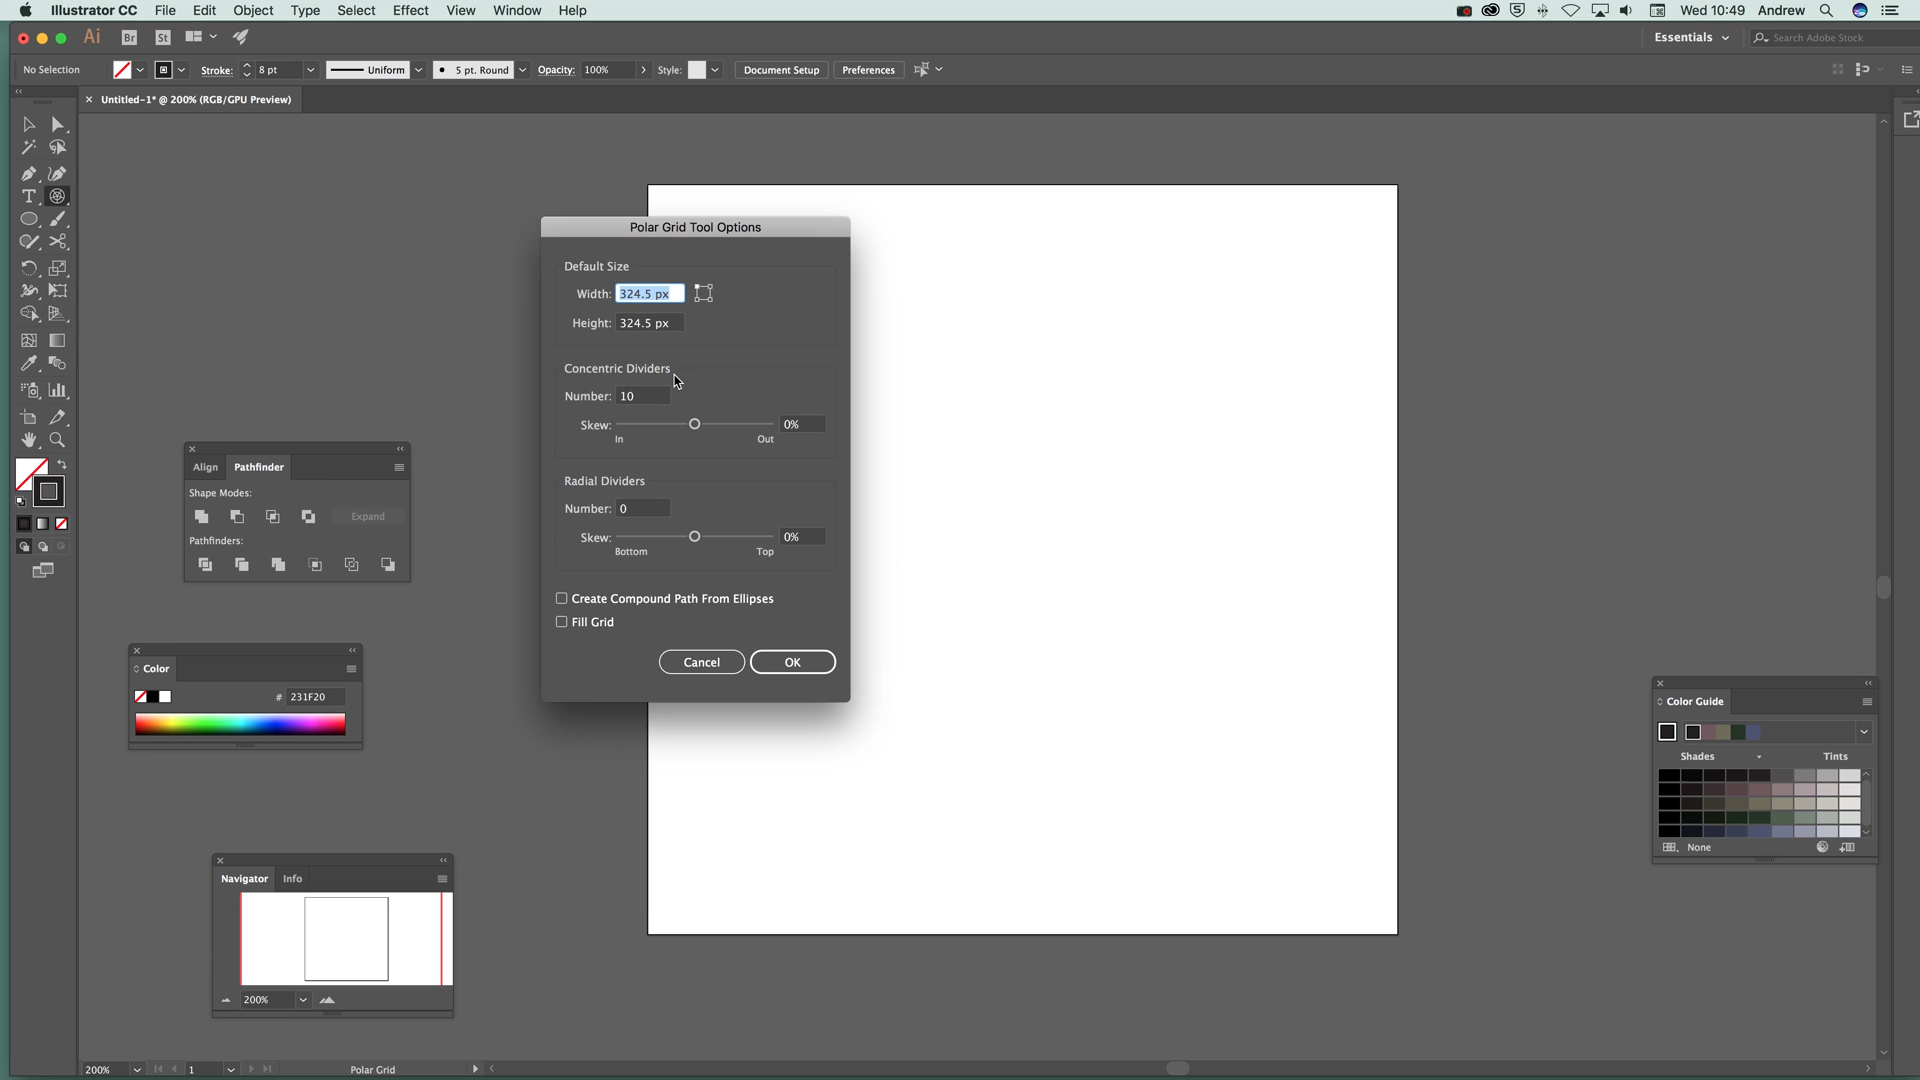 Illustrator CC File Edit Object Type Select Effect View Window Help Wed 10:49 Andrew
Ai Br St Essentials Search Adobe Stock
No Selection Stroke: 8 pt Uniform 5 pt. Round Opacity: 100% Style: Document Setup Preferences
Untitled-1* @ 200% (RGB/GPU Preview)
Polar Grid Tool Options
Default Size
Width: 324.5 px
Height: 324.5 px
Concentric Dividers
Number: 10
Skew: 0%
In Out
Radial Dividers
Number: 0
Skew: 0%
Bottom Top
Create Compound Path From Ellipses
Fill Grid
Cancel OK
Align Pathfinder
Shape Modes:
Expand
Pathfinders:
Color
# 231F20
Navigator Info
200%
Color Guide
Shades Tints
None
200% 1 Polar Grid